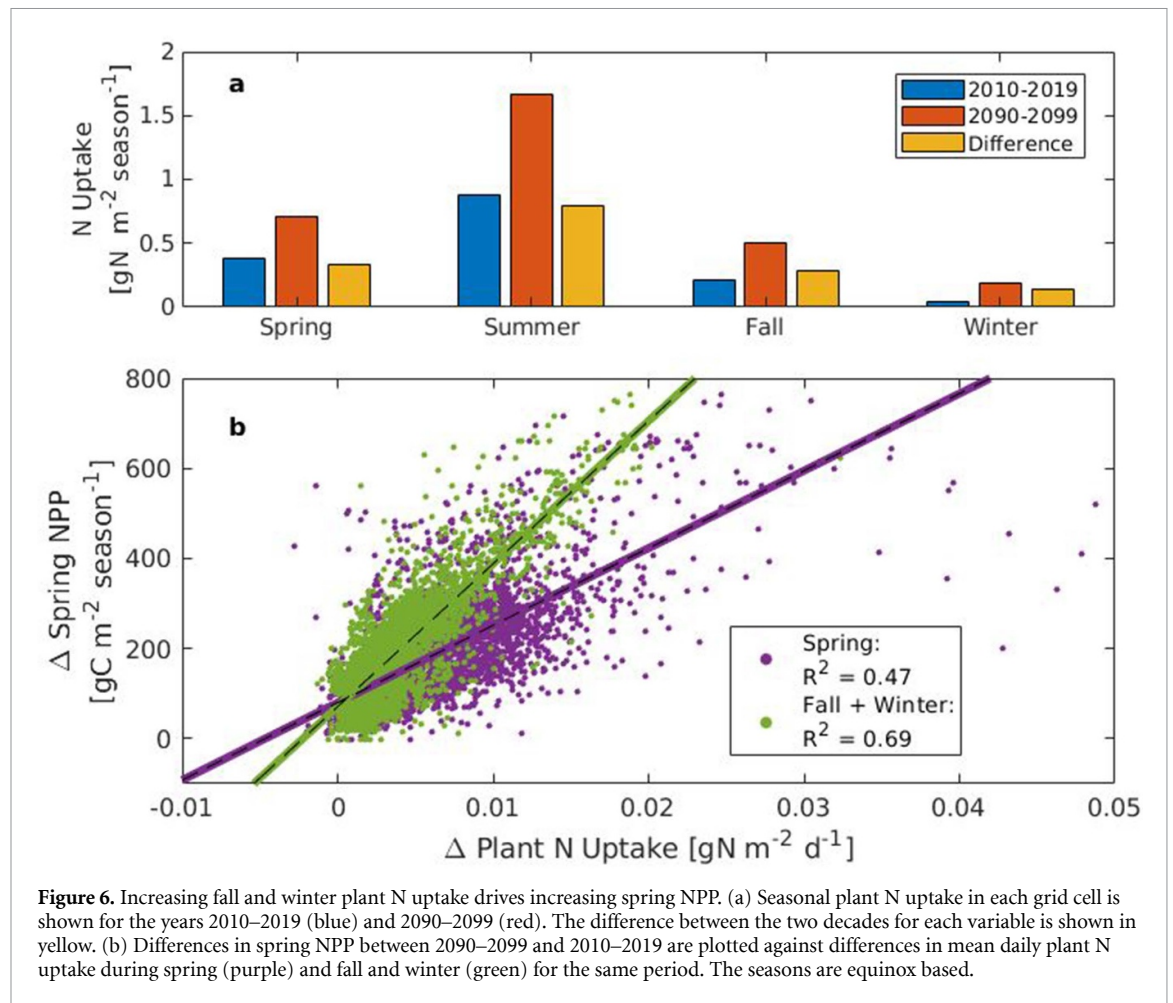 2
1.5
1
0.5
0
N Uptake
[gN m-2 season-1]
a
2010-2019
2090-2099
Difference
Spring Summer Fall Winter
800
600
400
200
0
Δ Spring NPP
[gC m-2 season-1]
b
Spring:
R2 = 0.47
Fall + Winter:
R2 = 0.69
-0.01 0 0.01 0.02 0.03 0.04 0.05
Δ Plant N Uptake [gN m-2 d-1]
Figure 6. Increasing fall and winter plant N uptake drives increasing spring NPP. (a) Seasonal plant N uptake in each grid cell is
shown for the years 2010–2019 (blue) and 2090–2099 (red). The difference between the two decades for each variable is shown in
yellow. (b) Differences in spring NPP between 2090–2099 and 2010–2019 are plotted against differences in mean daily plant N
uptake during spring (purple) and fall and winter (green) for the same period. The seasons are equinox based.